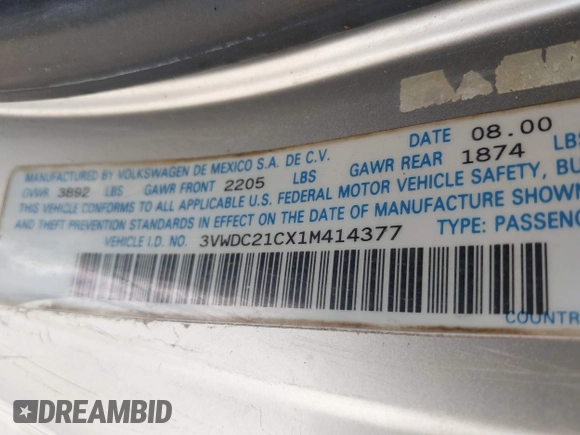 MANUFACTURED BY VOLKSWAGEN DE MEXICO S.A. DE C.V. DATE 08.00
GVWR 3892 LBS GAWR FRONT 2205 LBS GAWR REAR 1874 LBS
THIS VEHICLE CONFORMS TO ALL APPLICABLE U.S. FEDERAL MOTOR VEHICLE SAFETY, BU
AND THEFT PREVENTION STANDARDS IN EFFECT ON THE DATE OF MANUFACTURE SHOWN
VEHICLE I.D. NO. 3VWDC21CX1M414377 TYPE: PASSENG
COUNTR
DREAMBID